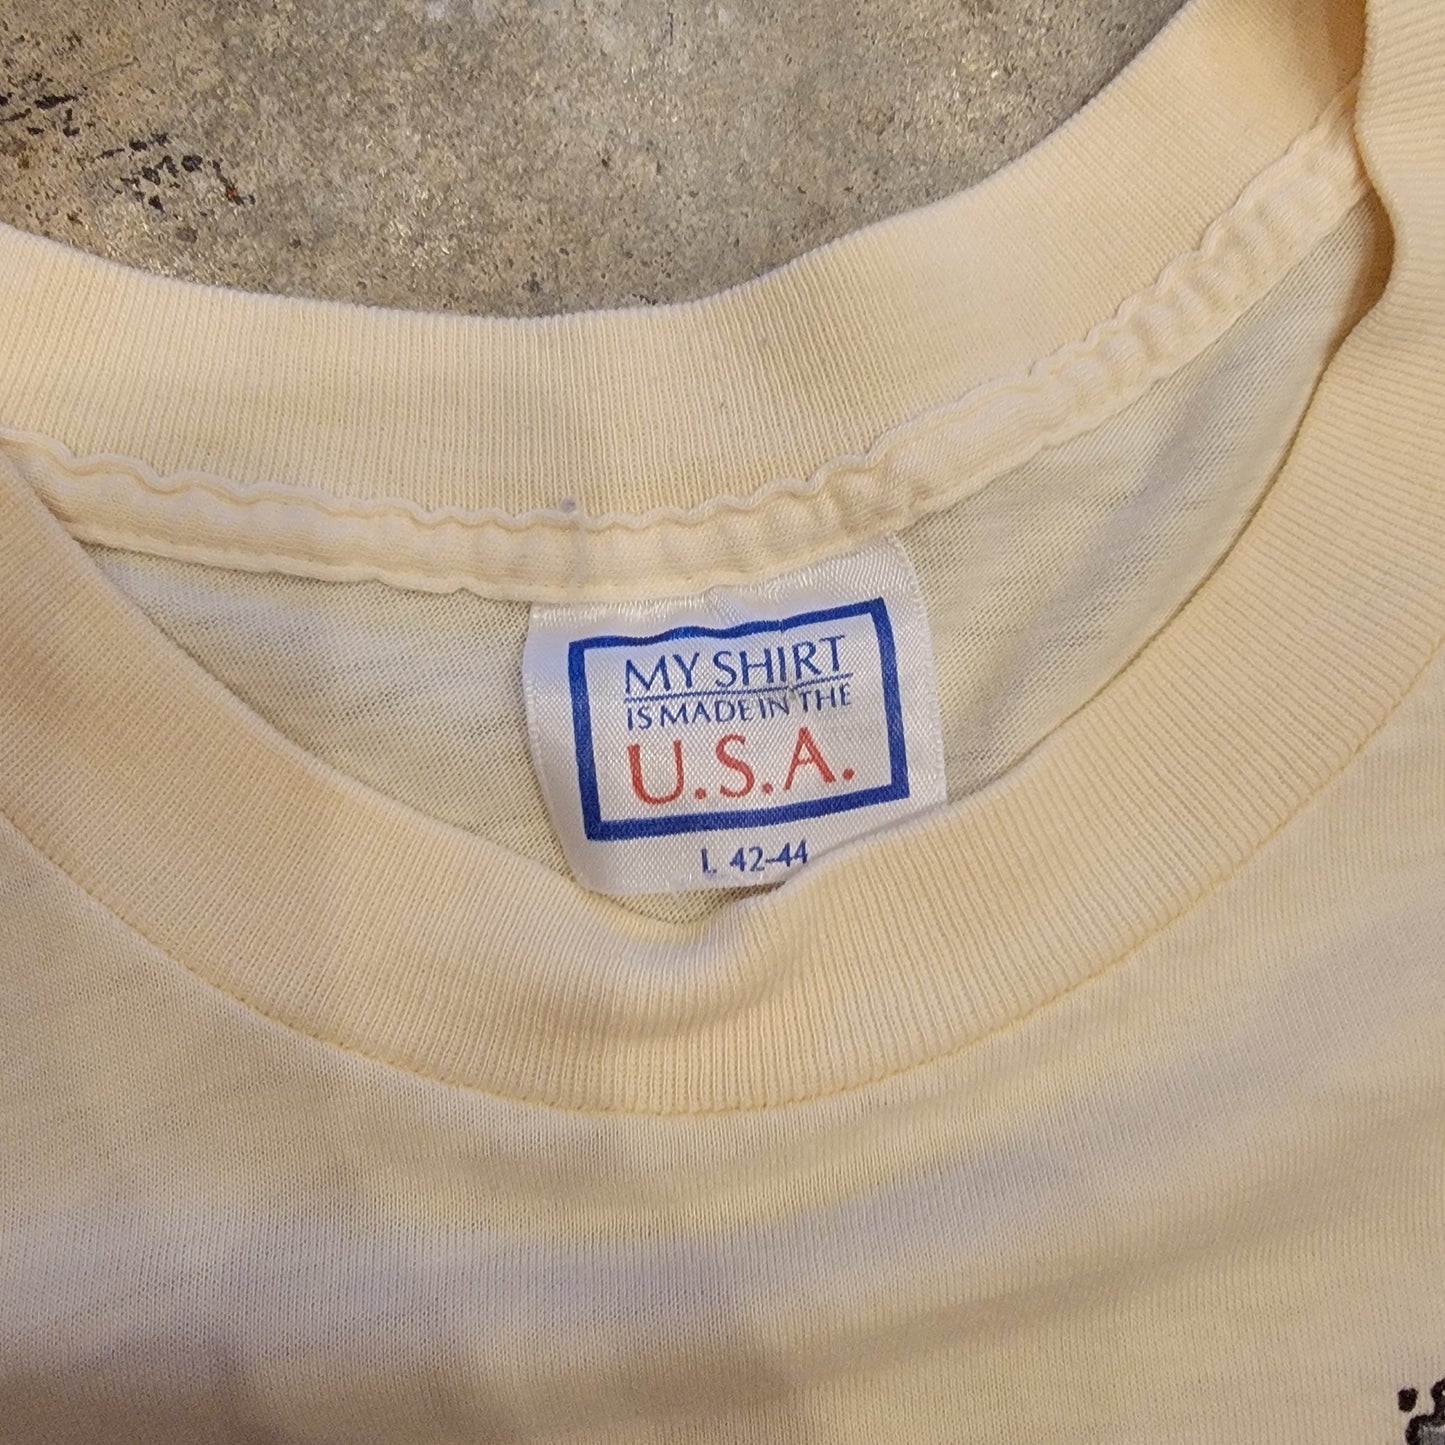 MY SHIRT
IS MADE IN THE
U.S.A.
L 42-44